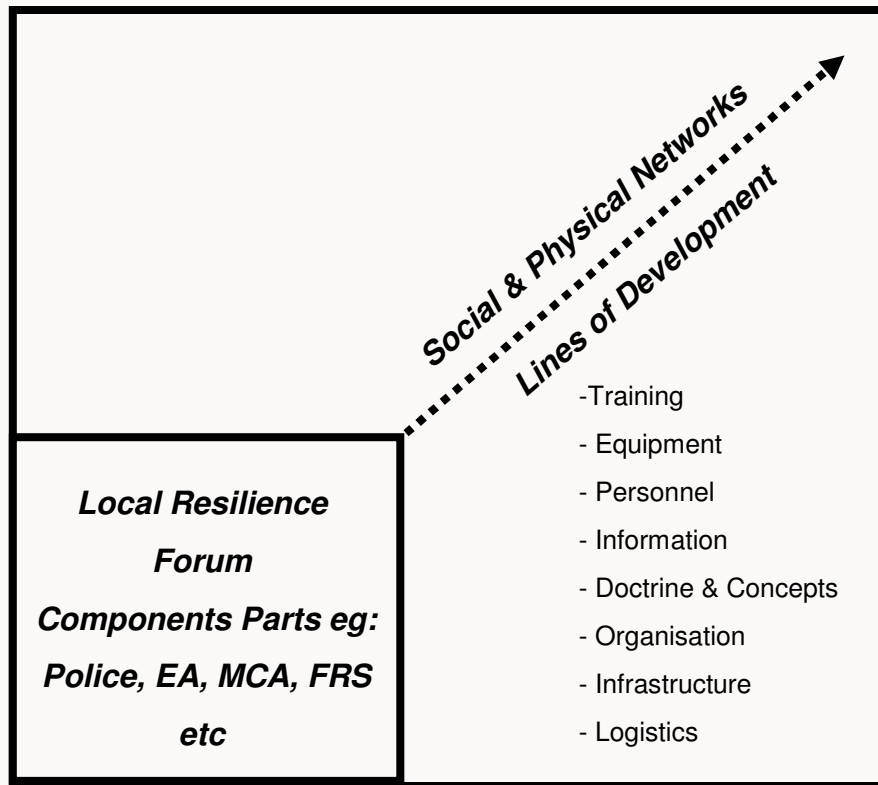 Social & Physical Networks
Lines of Development
-Training
- Equipment
- Personnel
- Information
- Doctrine & Concepts
- Organisation
- Infrastructure
- Logistics
Local Resilience
Forum
Components Parts eg:
Police, EA, MCA, FRS
etc